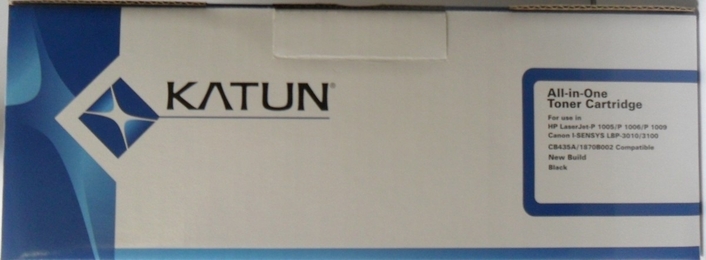 KATUN®
All-in-One
Toner Cartridge
For use in
HP LaserJet-P 1005/P 1006/P 1009
Canon I-SENSYS LBP-3010/3100
CB435A/1870B002 Compatible
New Build
Black